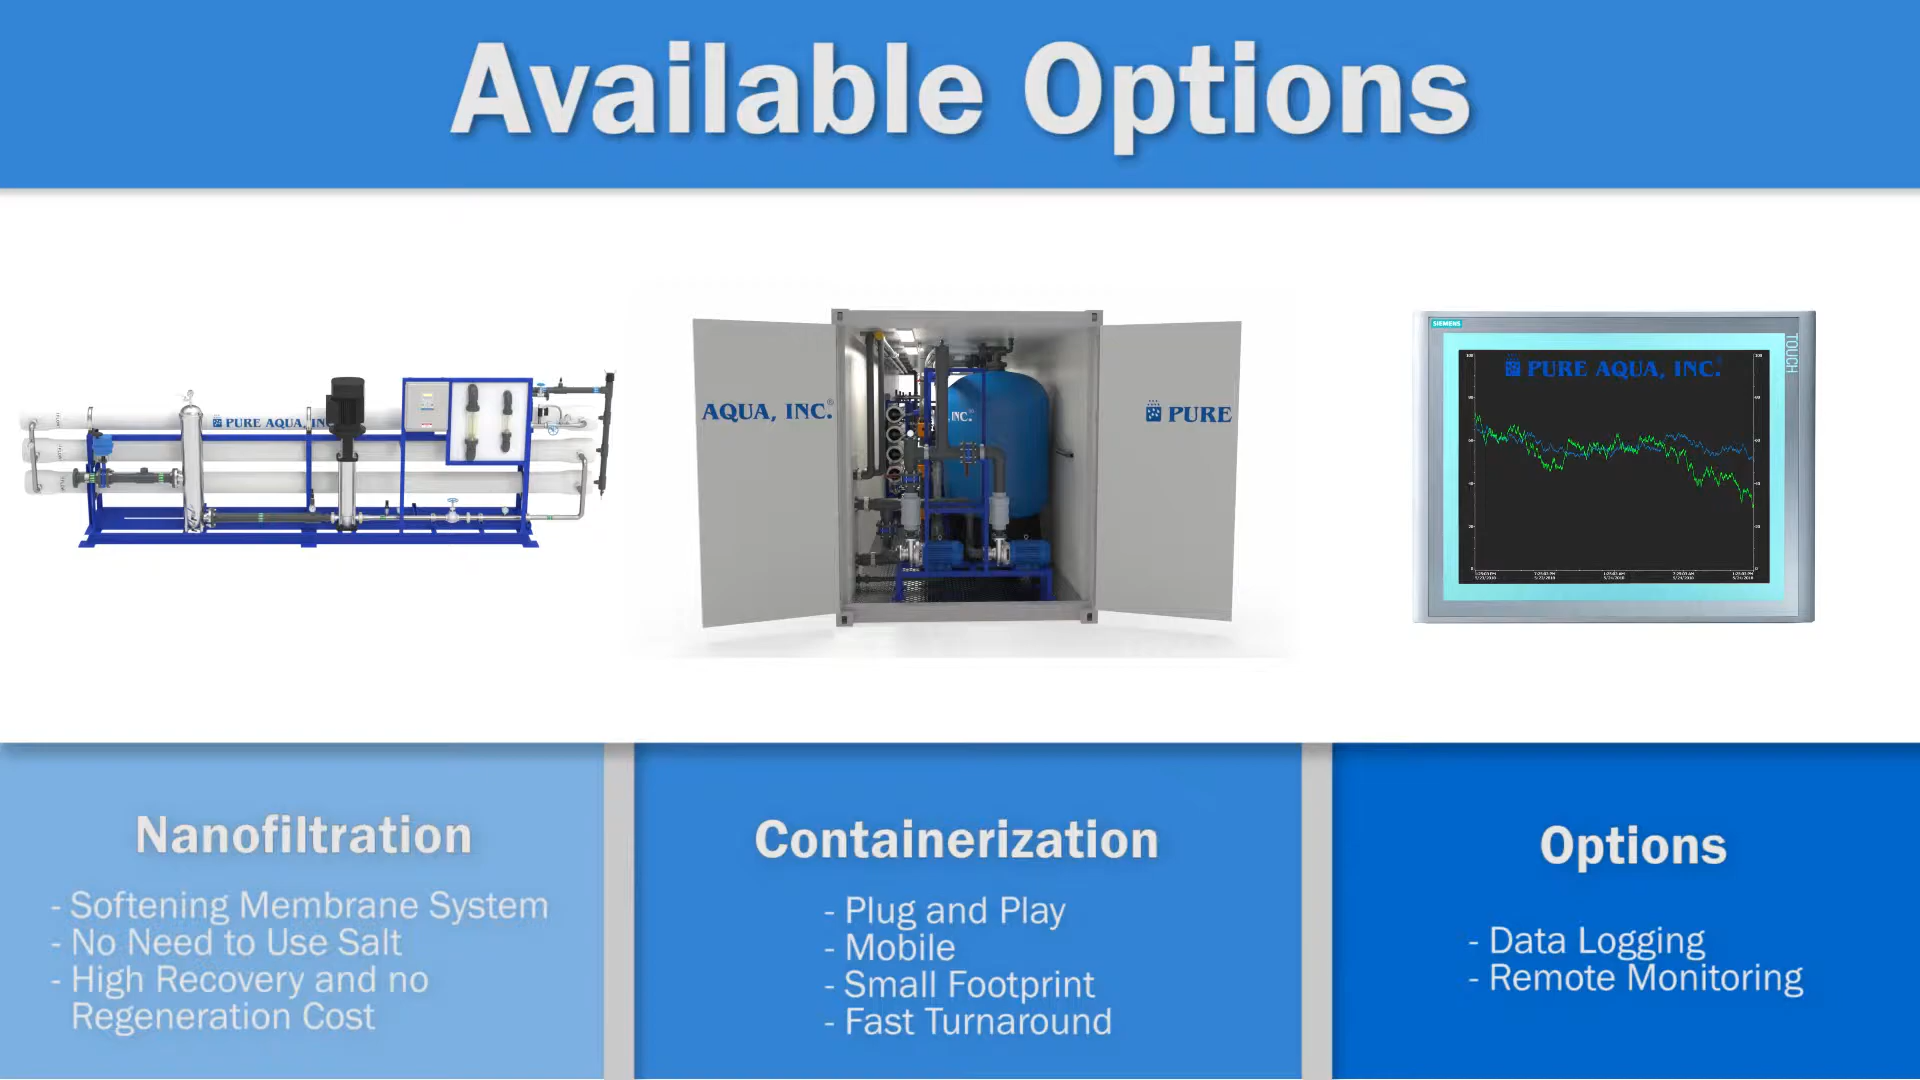 Available Options
PURE AQUA, IN
AQUA, INC.®
INC.
PURE
SIEMENS
TOUCH
PURE AQUA, INC.
Nanofiltration
- Softening Membrane System
- No Need to Use Salt
- High Recovery and no
Regeneration Cost
Containerization
- Plug and Play
- Mobile
- Small Footprint
- Fast Turnaround
Options
- Data Logging
- Remote Monitoring